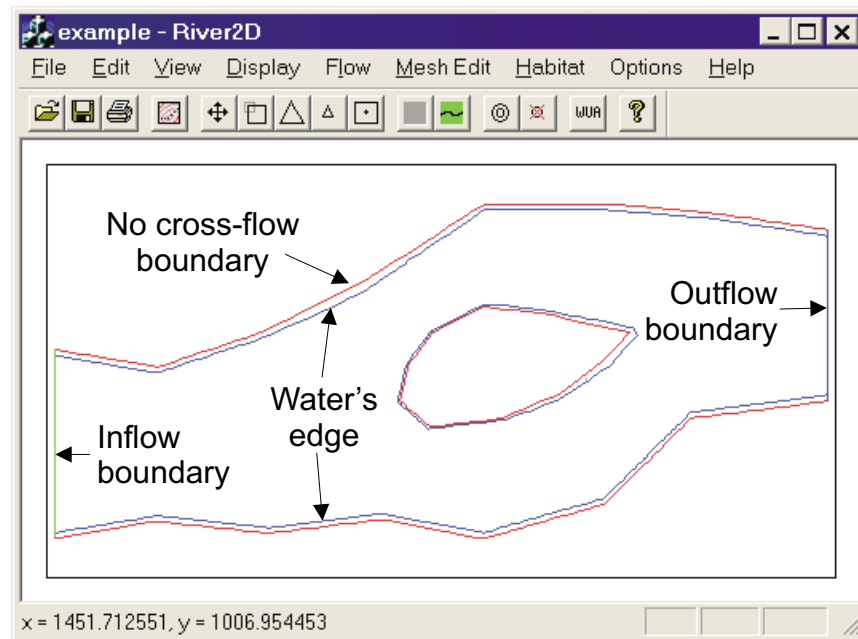 example - River2D
File Edit View Display Flow Mesh Edit Habitat Options Help
WUA ?
No cross-flow
boundary
Outflow
boundary
Water's
edge
Inflow
boundary
x = 1451.712551, y = 1006.954453